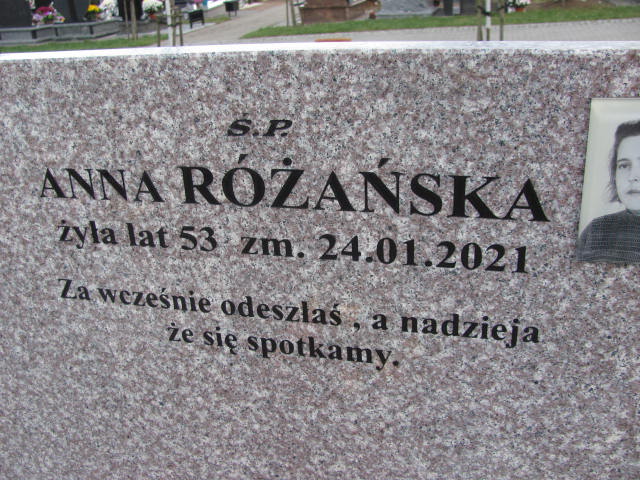 Ś.P.
ANNA RÓŻAŃSKA
żyła lat 53 zm. 24.01.2021
Za wcześnie odeszłaś , a nadzieja
że się spotkamy.